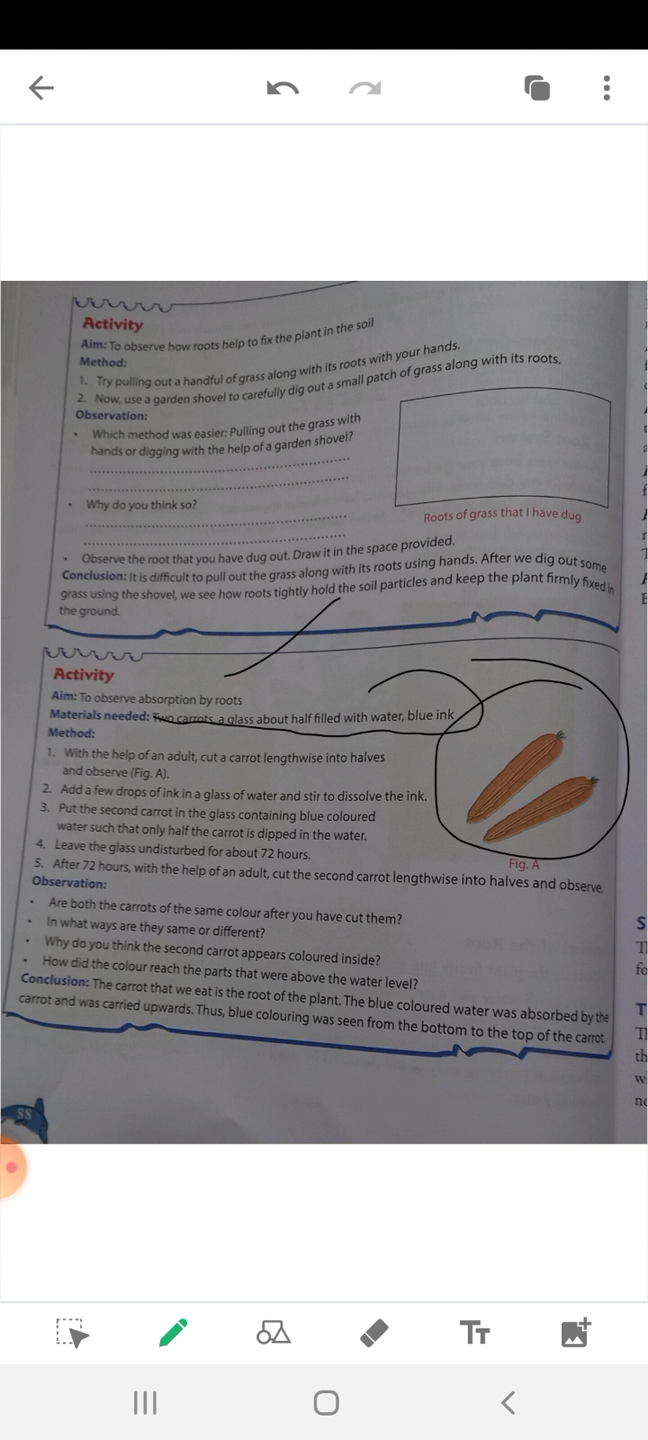 Activity
Aim: To observe how roots help to fix the plant in the soil
Method:
1. Try pulling out a handful of grass along with its roots with your hands.
2. Now, use a garden shovel to carefully dig out a small patch of grass along with its roots.
Observation:
• Which method was easier: Pulling out the grass with
hands or digging with the help of a garden shovel?
• Why do you think so?
Roots of grass that I have dug
• Observe the root that you have dug out. Draw it in the space provided.
Conclusion: It is difficult to pull out the grass along with its roots using hands. After we dig out some
grass using the shovel, we see how roots tightly hold the soil particles and keep the plant firmly fixed in
the ground.
Activity
Aim: To observe absorption by roots
Materials needed: Two carrots, a glass about half filled with water, blue ink
Method:
1. With the help of an adult, cut a carrot lengthwise into halves
and observe (Fig. A).
2. Add a few drops of ink in a glass of water and stir to dissolve the ink.
3. Put the second carrot in the glass containing blue coloured
water such that only half the carrot is dipped in the water.
4. Leave the glass undisturbed for about 72 hours.
Fig. A
5. After 72 hours, with the help of an adult, cut the second carrot lengthwise into halves and observe.
Observation:
• Are both the carrots of the same colour after you have cut them?
• In what ways are they same or different?
• Why do you think the second carrot appears coloured inside?
• How did the colour reach the parts that were above the water level?
Conclusion: The carrot that we eat is the root of the plant. The blue coloured water was absorbed by the
carrot and was carried upwards. Thus, blue colouring was seen from the bottom to the top of the carrot.
Tт